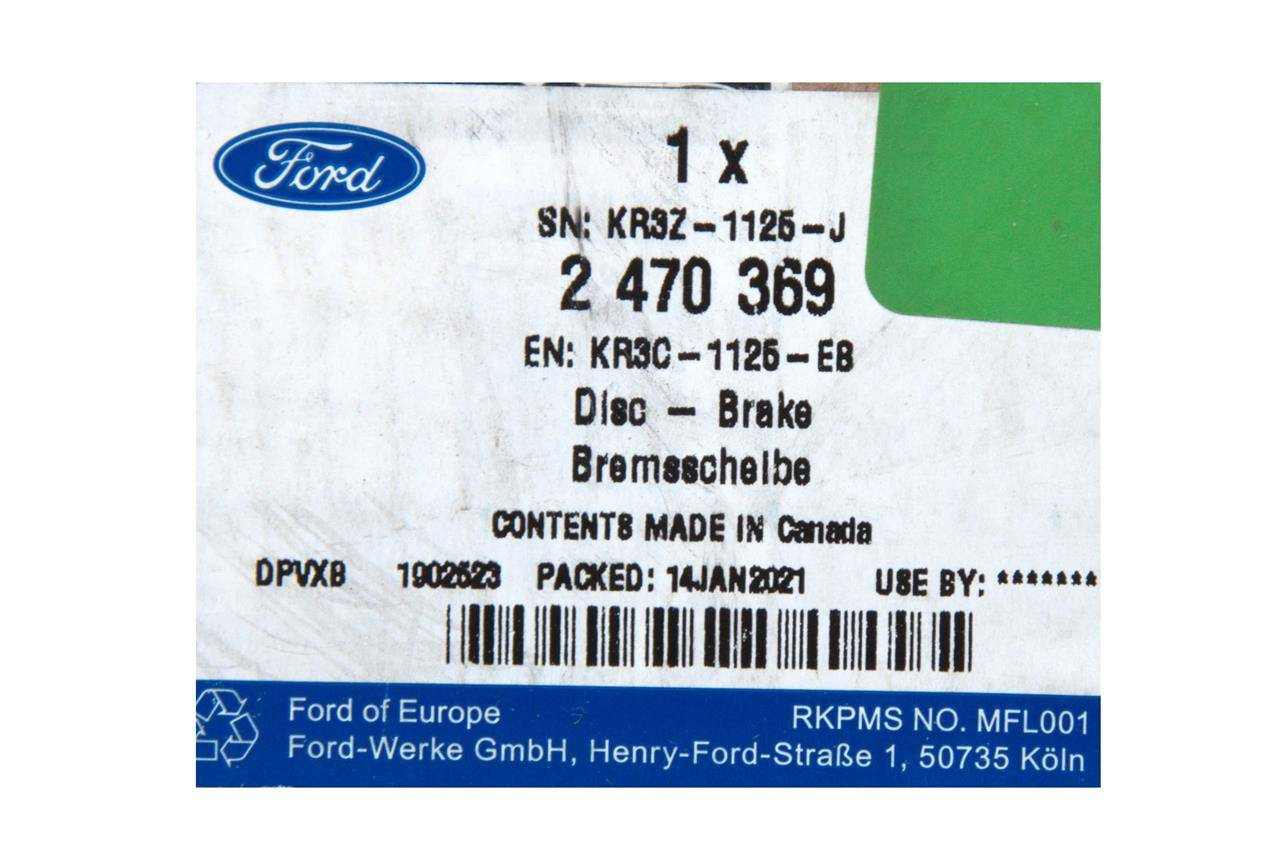 Ford
1 x
SN: KR3Z-1125-J
2 470 369
EN: KR3C-1125-EB
Disc - Brake
Bremsscheibe
CONTENTS MADE IN Canada
DPVXB 1902523 PACKED: 14JAN2021 USE BY: *******
Ford of Europe RKPMS NO. MFL001
Ford-Werke GmbH, Henry-Ford-Straße 1, 50735 Köln